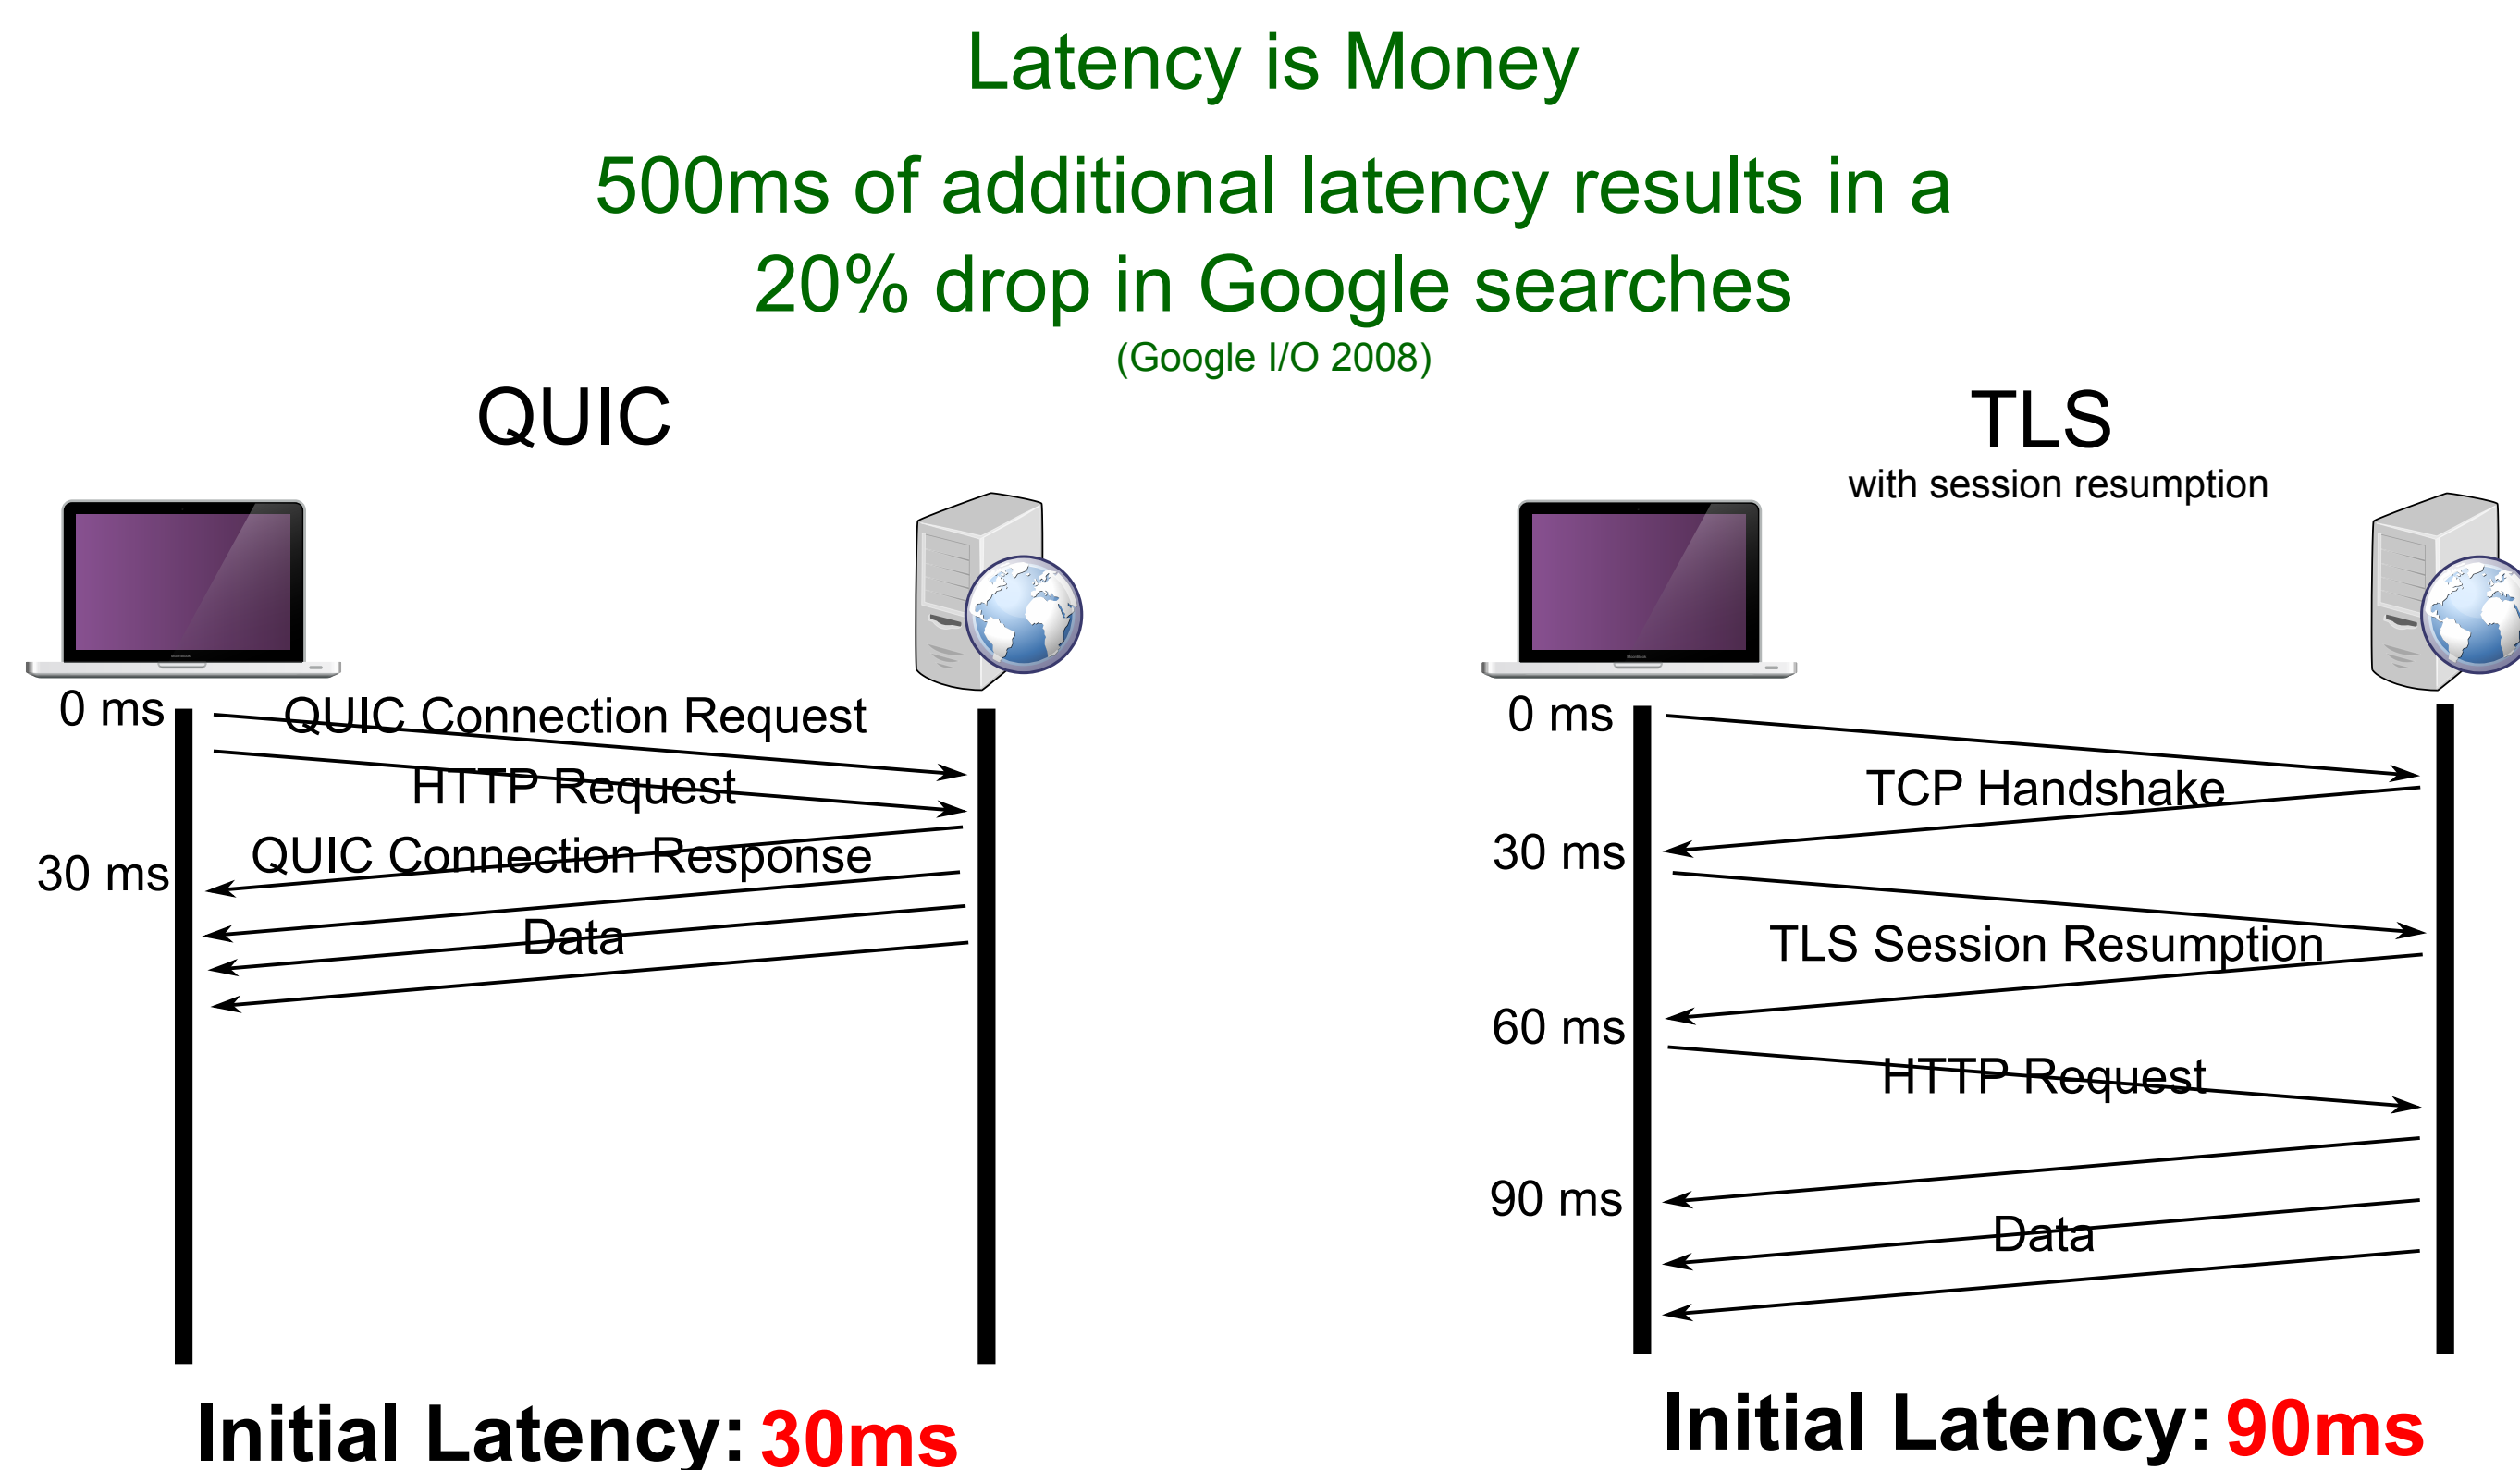 Latency is Money
500ms of additional latency results in a
20% drop in Google searches
(Google I/O 2008)
QUIC
0 ms
QUIC Connection Request
HTTP Request
QUIC Connection Response
30 ms
Data
Initial Latency: 30ms
TLS
with session resumption
0 ms
TCP Handshake
30 ms
TLS Session Resumption
60 ms
HTTP Request
90 ms
Data
Initial Latency: 90ms